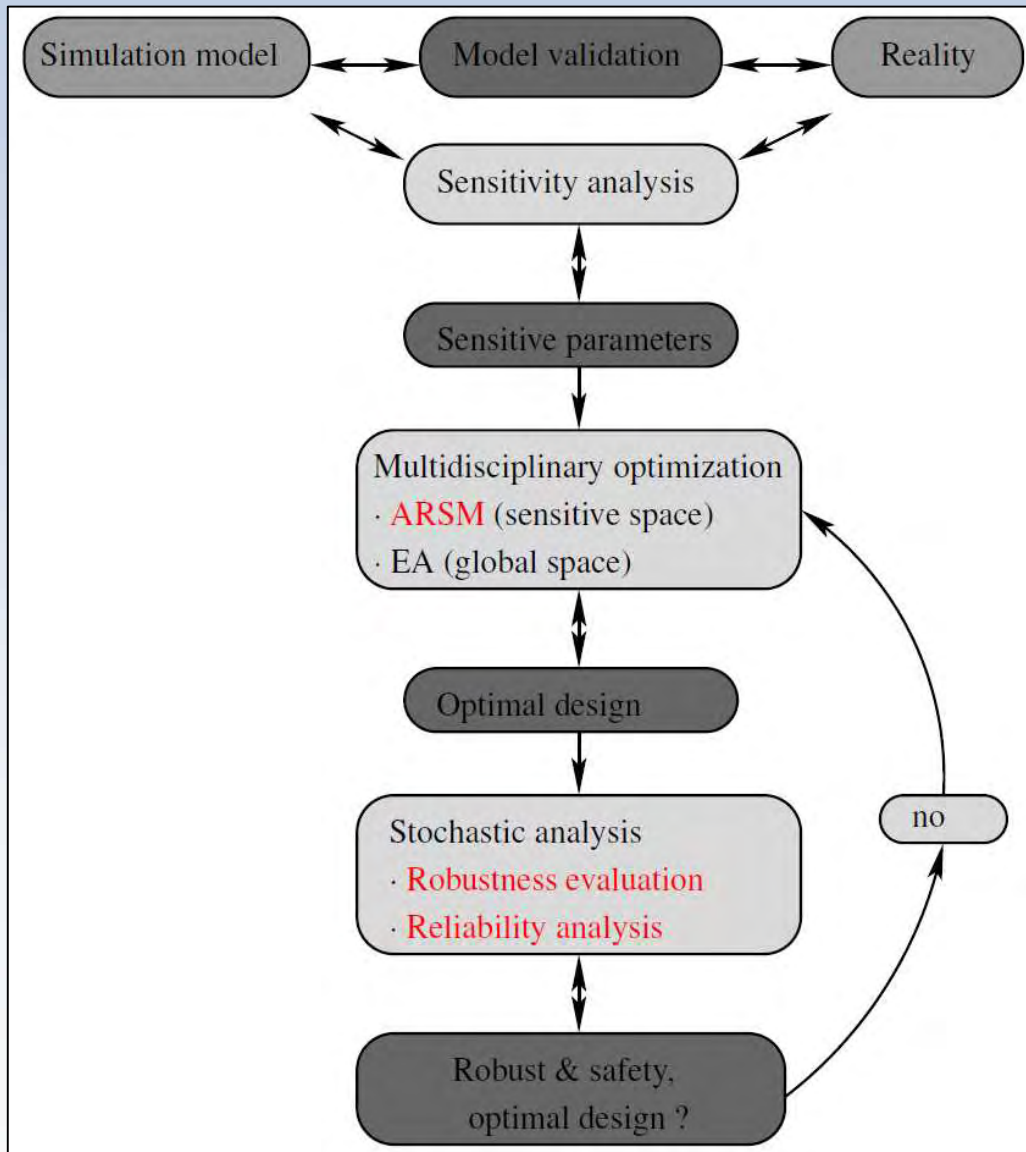 Simulation model
Model validation
Reality
Sensitivity analysis
Sensitive parameters
Multidisciplinary optimization
· ARSM (sensitive space)
· EA (global space)
Optimal design
Stochastic analysis
· Robustness evaluation
· Reliability analysis
no
Robust & safety,
optimal design ?